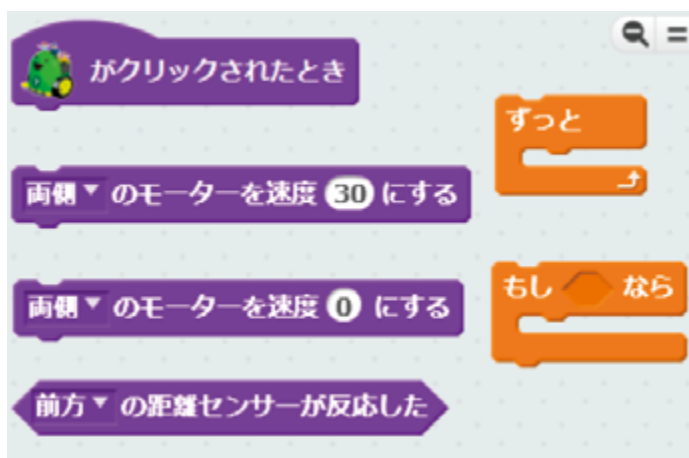 がクリックされたとき
ずっと
両側 のモーターを速度 30 にする
もし なら
両側 のモーターを速度 0 にする
前方 の距離センサーが反応した